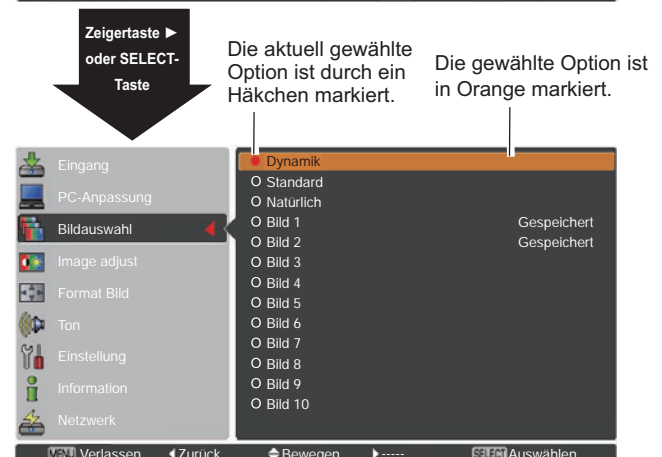 Zeigertaste ►
oder SELECT-
Taste
Die aktuell gewählte
Option ist durch ein
Häkchen markiert.
Die gewählte Option ist
in Orange markiert.
Eingang
PC-Anpassung
Bildauswahl
Image adjust
Format Bild
Ton
Einstellung
Information
Netzwerk
Dynamik
O Standard
O Natürlich
O Bild 1 Gespeichert
O Bild 2 Gespeichert
O Bild 3
O Bild 4
O Bild 5
O Bild 6
O Bild 7
O Bild 8
O Bild 9
O Bild 10
MENU Verlassen ◄Zurück Bewegen ►----- SELECT Auswählen